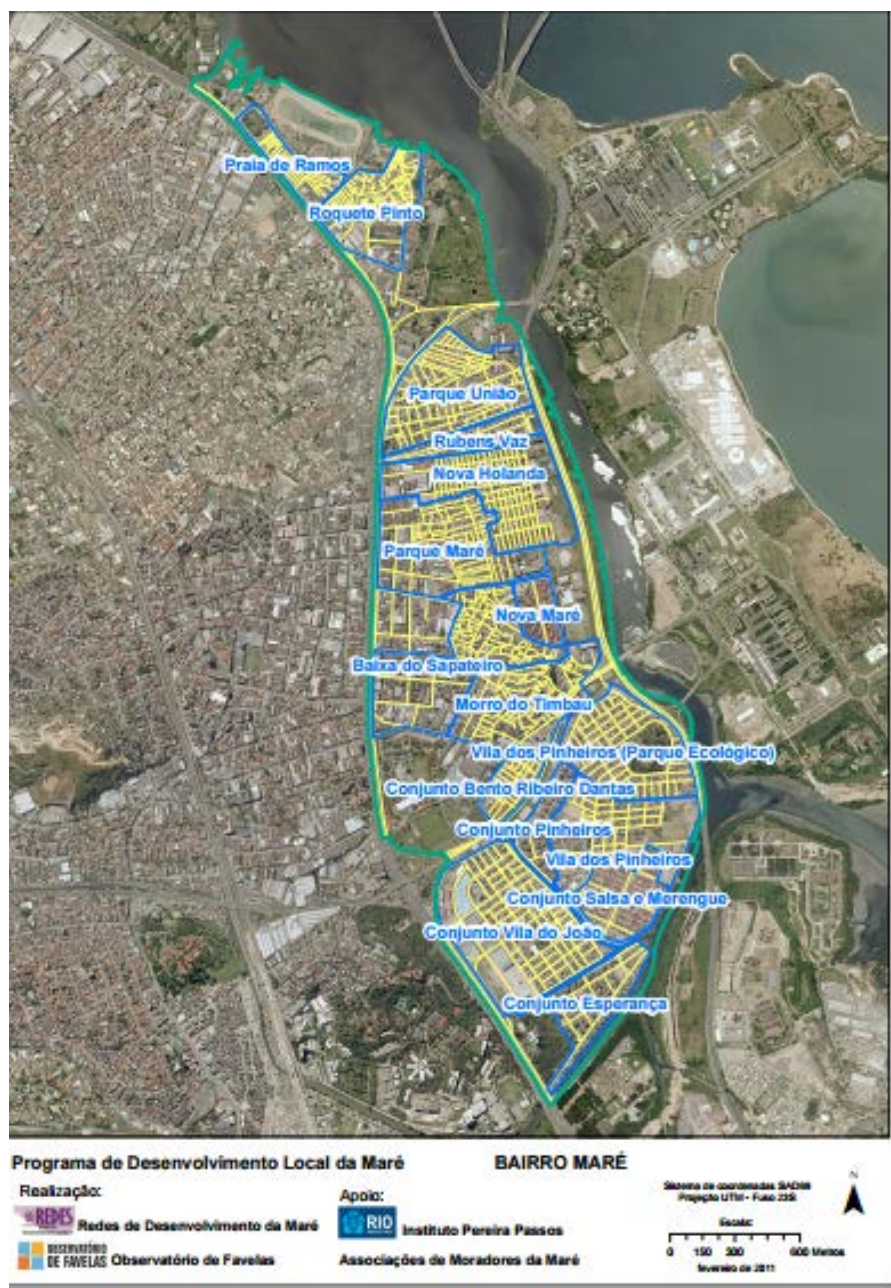 Praia de Ramos
Roquete Pinto
Parque União
Rubens Vaz
Nova Holanda
Parque Maré
Nova Maré
Baixa do Sapateiro
Morro do Timbau
Vila dos Pinheiros (Parque Ecológico)
Conjunto Bento Ribeiro Dantas
Conjunto Pinheiros
Vila dos Pinheiros
Conjunto Salsa e Merengue
Conjunto Vila do João
Conjunto Esperança
Programa de Desenvolvimento Local da Maré
BAIRRO MARÉ
Realização:
REDES
Redes de Desenvolvimento da Maré
OBSERVATÓRIO
DE FAVELAS
Observatório de Favelas
Apoio:
RIO
Instituto Pereira Passos
Associações de Moradores da Maré
Sistema de coordenadas SAD69
Projeção UTM - Fuso 23S
Escala:
0 150 300 600 Metros
fevereiro de 2011
N